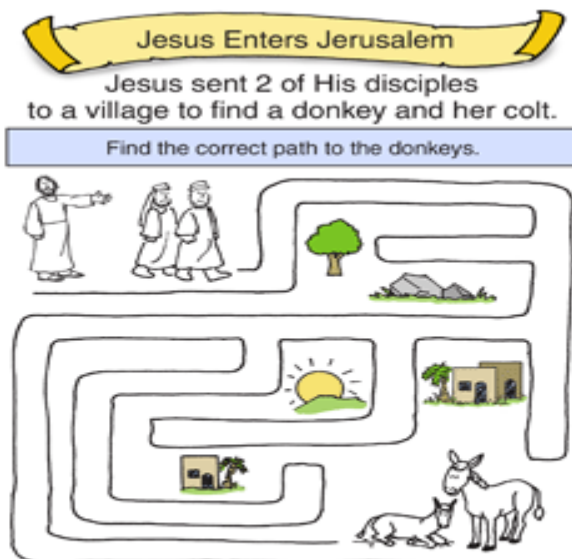 Jesus Enters Jerusalem
Jesus sent 2 of His disciples
to a village to find a donkey and her colt.
Find the correct path to the donkeys.